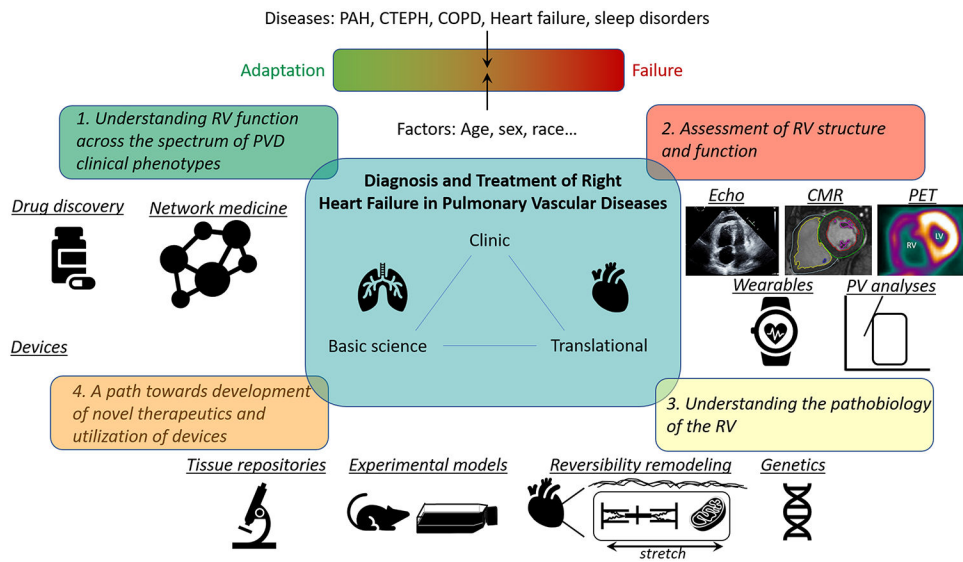 Diseases: PAH, CTEPH, COPD, Heart failure, sleep disorders
Adaptation
Failure
Factors: Age, sex, race...
1. Understanding RV function
across the spectrum of PVD
clinical phenotypes
2. Assessment of RV structure
and function
Diagnosis and Treatment of Right
Heart Failure in Pulmonary Vascular Diseases
Clinic
Basic science
Translational
Drug discovery
Network medicine
Devices
Echo
CMR
PET
RV
LV
Wearables
PV analyses
4. A path towards development
of novel therapeutics and
utilization of devices
3. Understanding the pathobiology
of the RV
Tissue repositories
Experimental models
Reversibility remodeling
Genetics
stretch